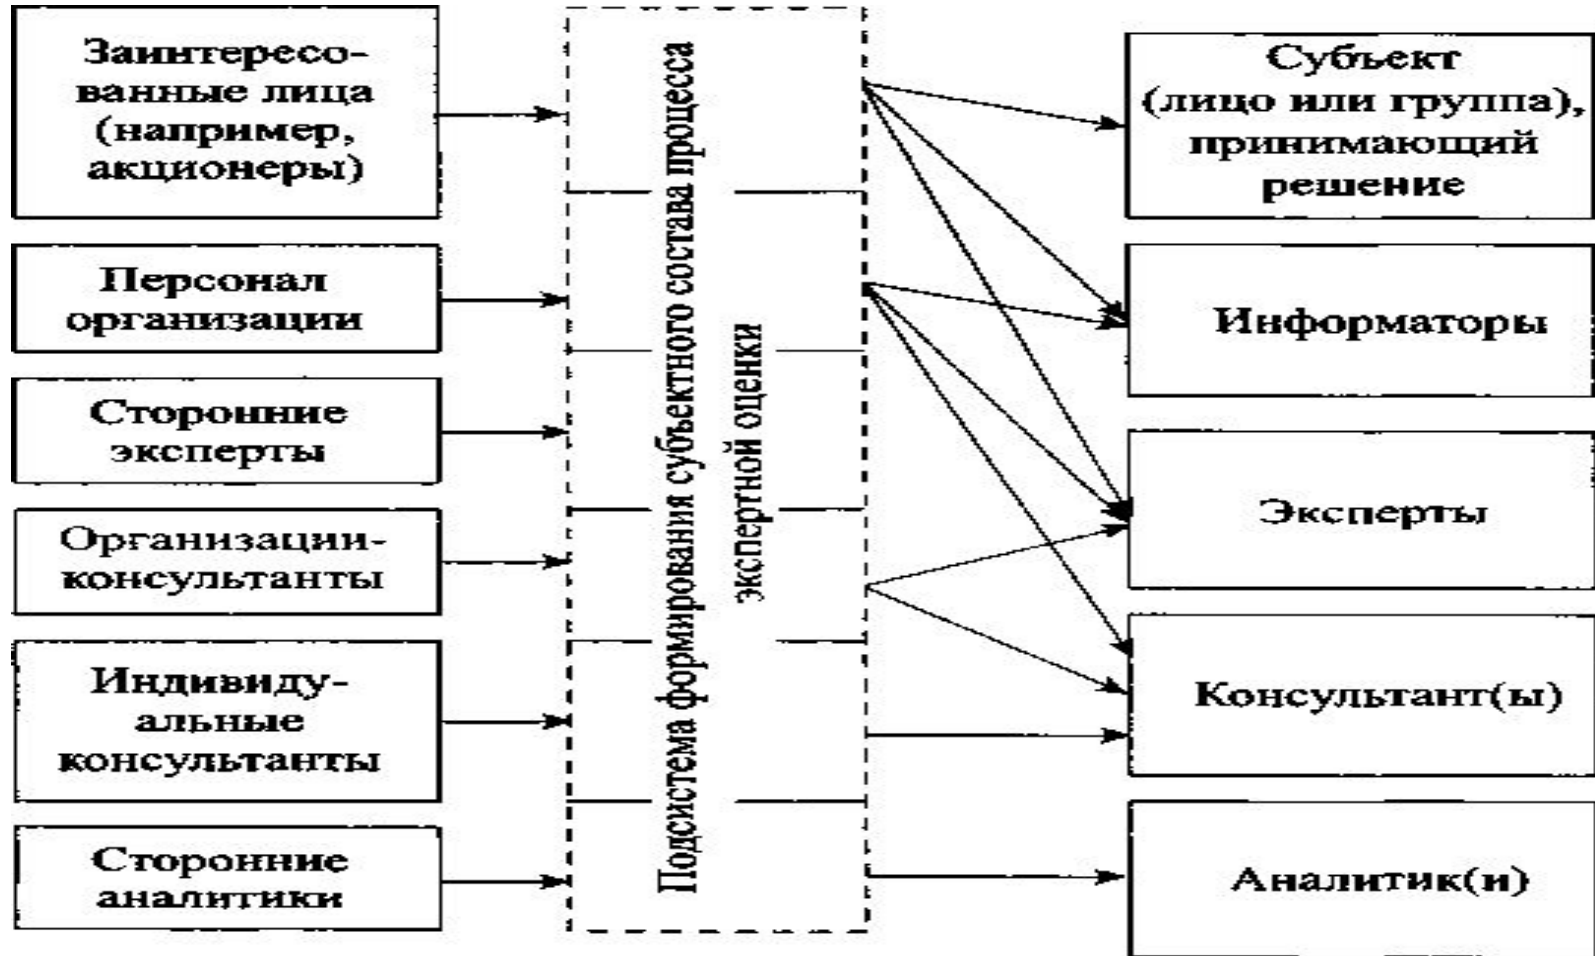 Заинтересо-
ванные лица
(например,
акционеры)
Персонал
организации
Сторонние
эксперты
Организации-
консультанты
Индивиду-
альные
консультанты
Сторонние
аналитики
Подсистема формирования субъектного состава процесса
экспертной оценки
Субъект
(лицо или группа),
принимающий
решение
Информаторы
Эксперты
Консультант(ы)
Аналитик(и)